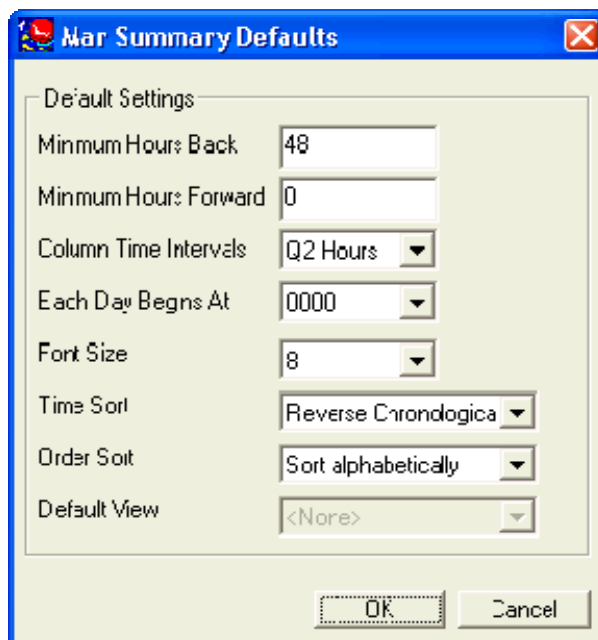 Mar Summary Defaults
Default Settings
Minmum Hours Back 48
Minmum Hours Forward 0
Column Time Intervals Q2 Hours
Each Day Begins At 0000
Font Size 8
Time Sort Reverse Chronologica
Order Sort Sort alphabetically
Default View <None>
OK Cancel